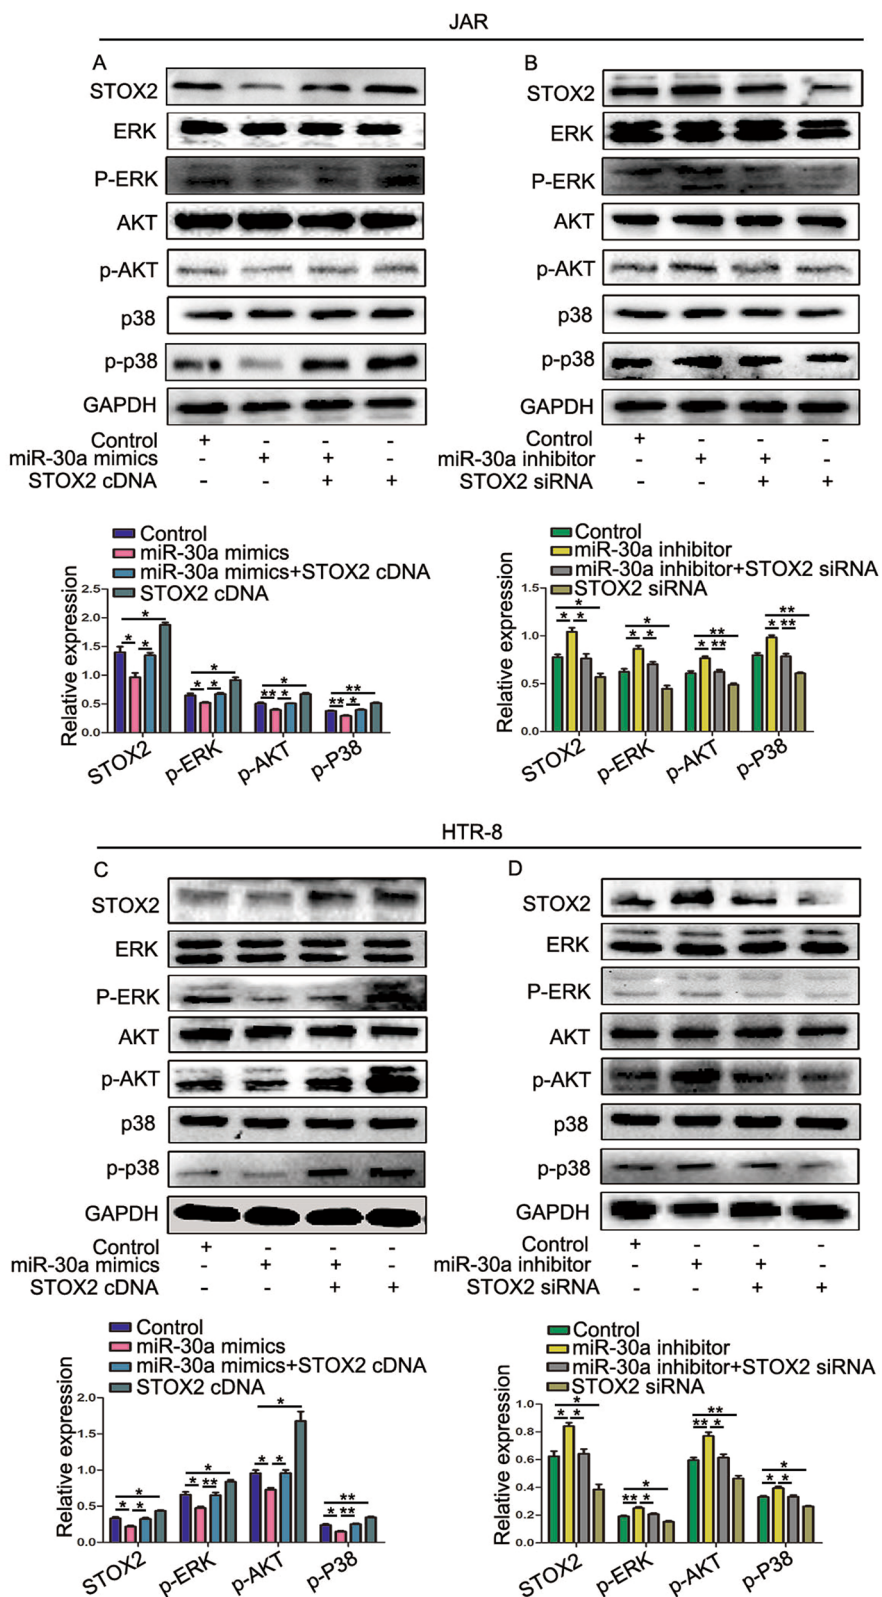 JAR
A
STOX2
ERK
P-ERK
AKT
p-AKT
p38
p-p38
GAPDH
Control + - - -
miR-30a mimics - + + -
STOX2 cDNA - - + +
Control
miR-30a mimics
miR-30a mimics+STOX2 cDNA
STOX2 cDNA
Relative expression
2.5
2.0
1.5
1.0
0.5
0.0
* * *
* * *
** * *
** * **
STOX2 p-ERK p-AKT p-P38
B
STOX2
ERK
P-ERK
AKT
p-AKT
p38
p-p38
GAPDH
Control + - - -
miR-30a inhibitor - + + -
STOX2 siRNA - - + +
Control
miR-30a inhibitor
miR-30a inhibitor+STOX2 siRNA
STOX2 siRNA
Relative expression
1.5
1.0
0.5
0.0
* * *
* * *
* ** **
* ** **
STOX2 p-ERK p-AKT p-P38
HTR-8
C
STOX2
ERK
P-ERK
AKT
p-AKT
p38
p-p38
GAPDH
Control + - - -
miR-30a mimics - + + -
STOX2 cDNA - - + +
Control
miR-30a mimics
miR-30a mimics+STOX2 cDNA
STOX2 cDNA
Relative expression
2.0
1.5
1.0
0.5
0.0
* * *
* ** *
* * *
* ** **
STOX2 p-ERK p-AKT p-P38
D
STOX2
ERK
P-ERK
AKT
p-AKT
p38
p-p38
GAPDH
Control + - - -
miR-30a inhibitor - + + -
STOX2 siRNA - - + +
Control
miR-30a inhibitor
miR-30a inhibitor+STOX2 siRNA
STOX2 siRNA
Relative expression
1.0
0.8
0.6
0.4
0.2
0.0
* * *
** * *
** * **
* * *
STOX2 p-ERK p-AKT p-P38